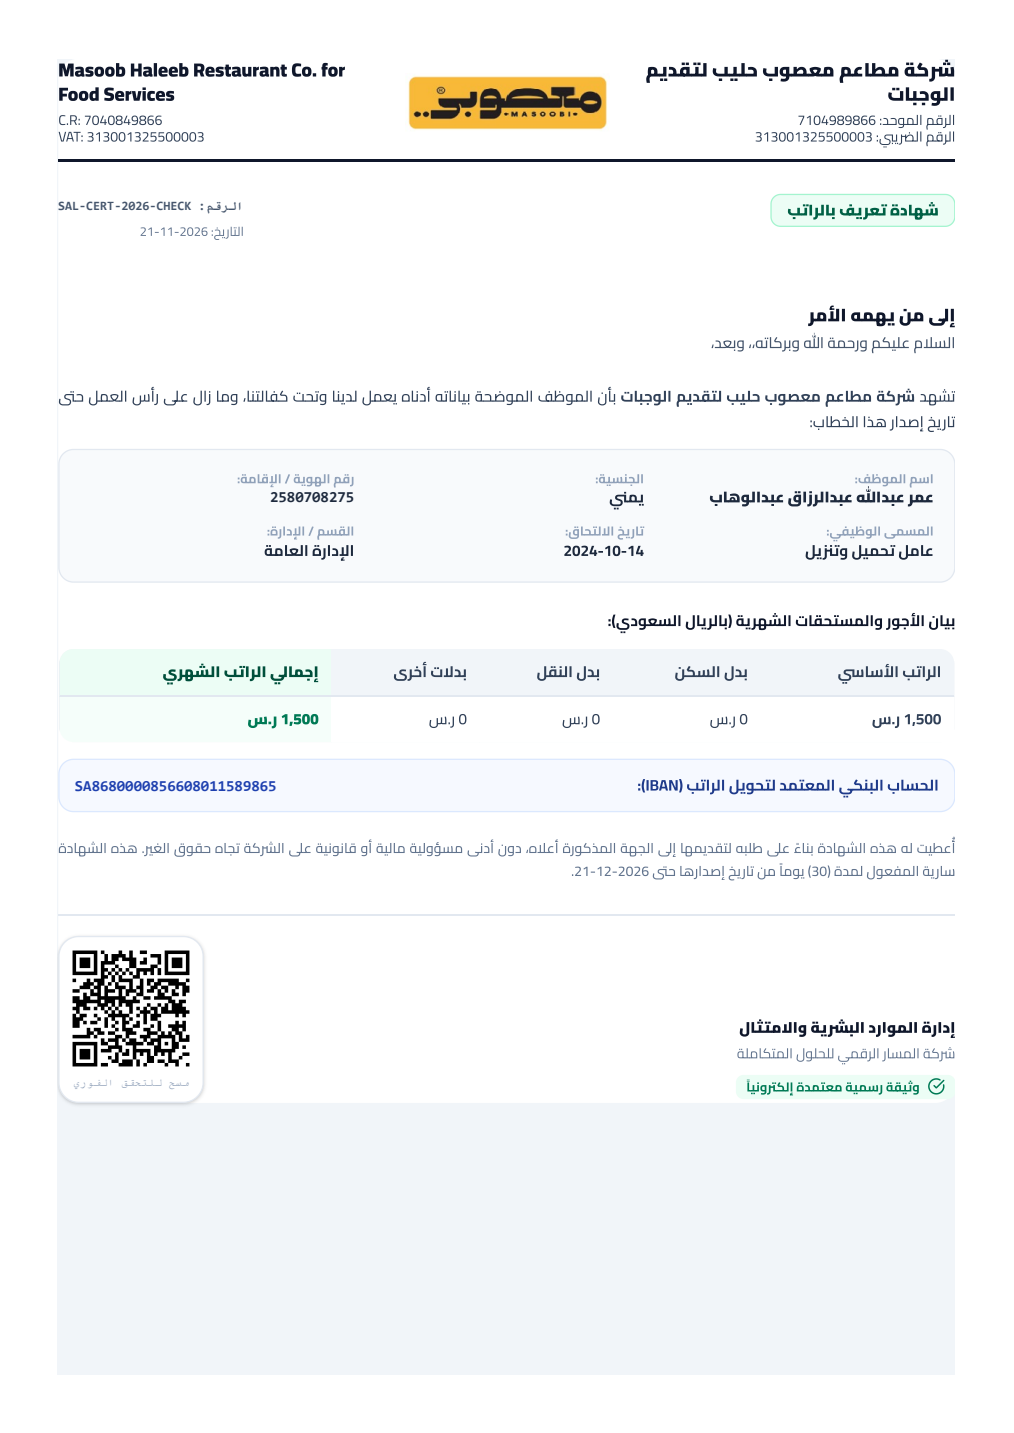 شركة مطاعم معصوب حليب لتقديم
الوجبات
الرقم الموحد: 7104989866
الرقم الضريبي: 313001325500003
معصوبي..®
•MASOOBI•
Masoob Haleeb Restaurant Co. for
Food Services
C.R: 7040849866
VAT: 313001325500003
شهادة تعريف بالراتب
الرقم: SAL-CERT-2026-CHECK
التاريخ: 2026-11-21
إلى من يهمه الأمر
السلام عليكم ورحمة الله وبركاته،، وبعد،
تشهد شركة مطاعم معصوب حليب لتقديم الوجبات بأن الموظف الموضحة بياناته أدناه يعمل لدينا وتحت كفالتنا، وما زال على رأس العمل حتى
تاريخ إصدار هذا الخطاب:
اسم الموظف: الجنسية: رقم الهوية / الإقامة:
عمر عبدالله عبدالرزاق عبدالوهاب يمني 2580708275
المسمى الوظيفي: تاريخ الالتحاق: القسم / الإدارة:
عامل تحميل وتنزيل 2024-10-14 الإدارة العامة
بيان الأجور والمستحقات الشهرية (بالريال السعودي):
الراتب الأساسي بدل السكن بدل النقل بدلات أخرى إجمالي الراتب الشهري
1,500 ر.س 0 ر.س 0 ر.س 0 ر.س 1,500 ر.س
الحساب البنكي المعتمد لتحويل الراتب (IBAN): SA8680000856608011589865
أُعطيت له هذه الشهادة بناءً على طلبه لتقديمها إلى الجهة المذكورة أعلاه، دون أدنى مسؤولية مالية أو قانونية على الشركة تجاه حقوق الغير. هذه الشهادة
سارية المفعول لمدة (30) يوماً من تاريخ إصدارها حتى 2026-12-21.
إدارة الموارد البشرية والامتثال
شركة المسار الرقمي للحلول المتكاملة
وثيقة رسمية معتمدة إلكترونياً
مسح للتحقق الفوري